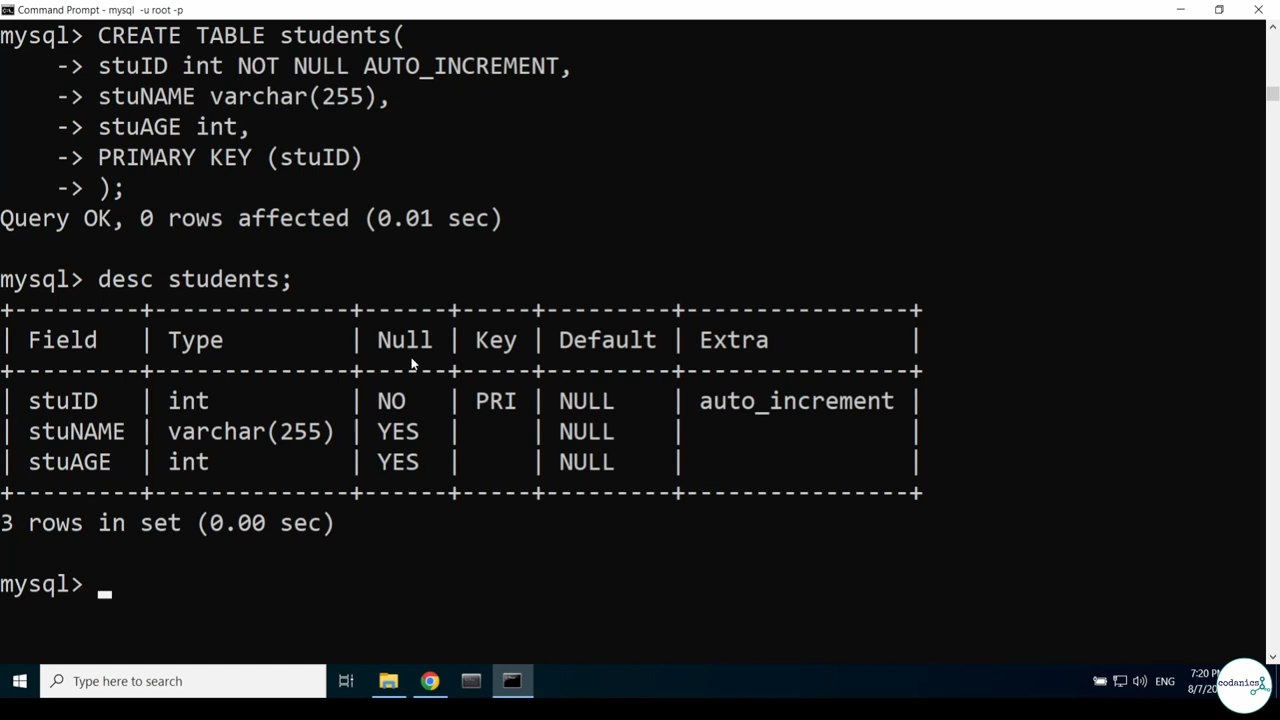 Command Prompt - mysql -u root -p
mysql> CREATE TABLE students(
    -> stuID int NOT NULL AUTO_INCREMENT,
    -> stuNAME varchar(255),
    -> stuAGE int,
    -> PRIMARY KEY (stuID)
    -> );
Query OK, 0 rows affected (0.01 sec)
mysql> desc students;
+---------+--------------+------+-----+---------+----------------+
| Field   | Type         | Null | Key | Default | Extra          |
+---------+--------------+------+-----+---------+----------------+
| stuID   | int          | NO   | PRI | NULL    | auto_increment |
| stuNAME | varchar(255) | YES  |     | NULL    |                |
| stuAGE  | int          | YES  |     | NULL    |                |
+---------+--------------+------+-----+---------+----------------+
3 rows in set (0.00 sec)
mysql>
Type here to search
ENG
7:20
codanics